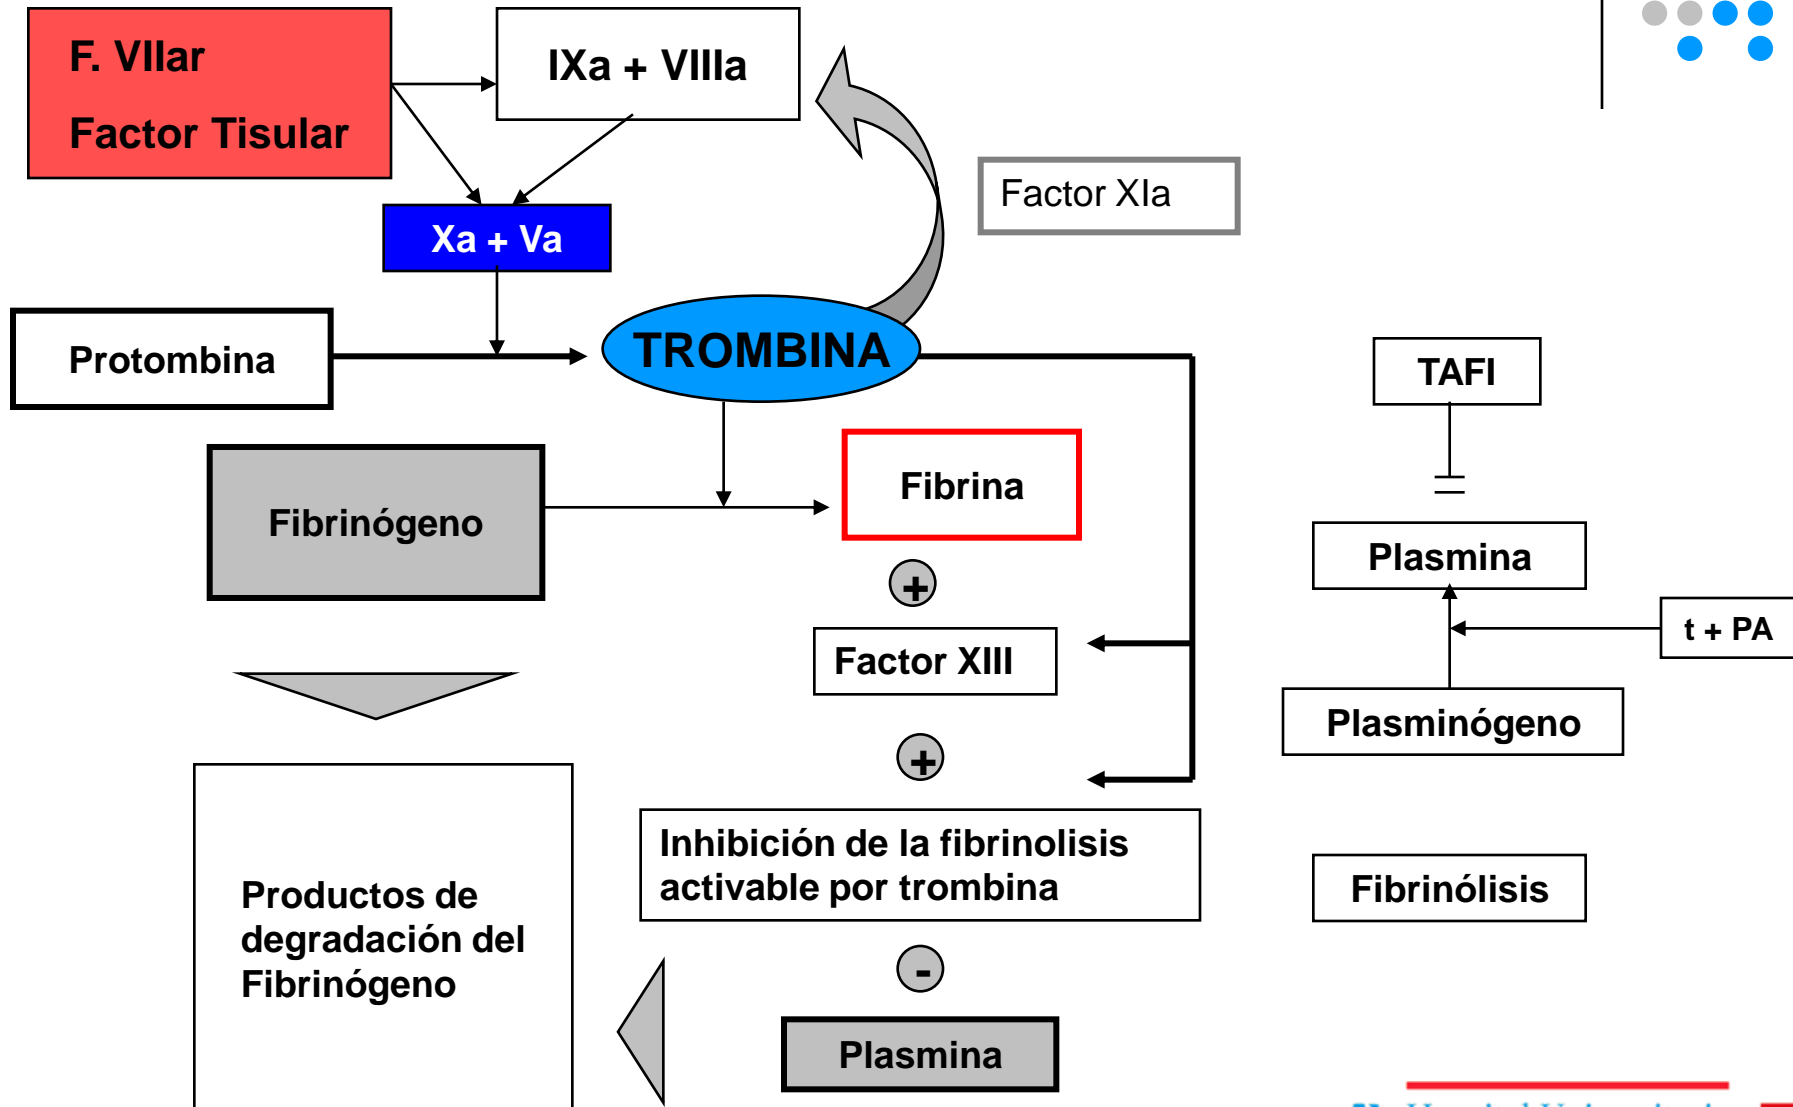 F. VIIar
Factor Tisular
IXa + VIIIa
Factor XIa
Xa + Va
Protombina
TROMBINA
TAFI
Fibrinógeno
Fibrina
+
Plasmina
t + PA
Factor XIII
Plasminógeno
+
Inhibición de la fibrinolisis
activable por trombina
Fibrinólisis
Productos de
degradación del
Fibrinógeno
-
Plasmina